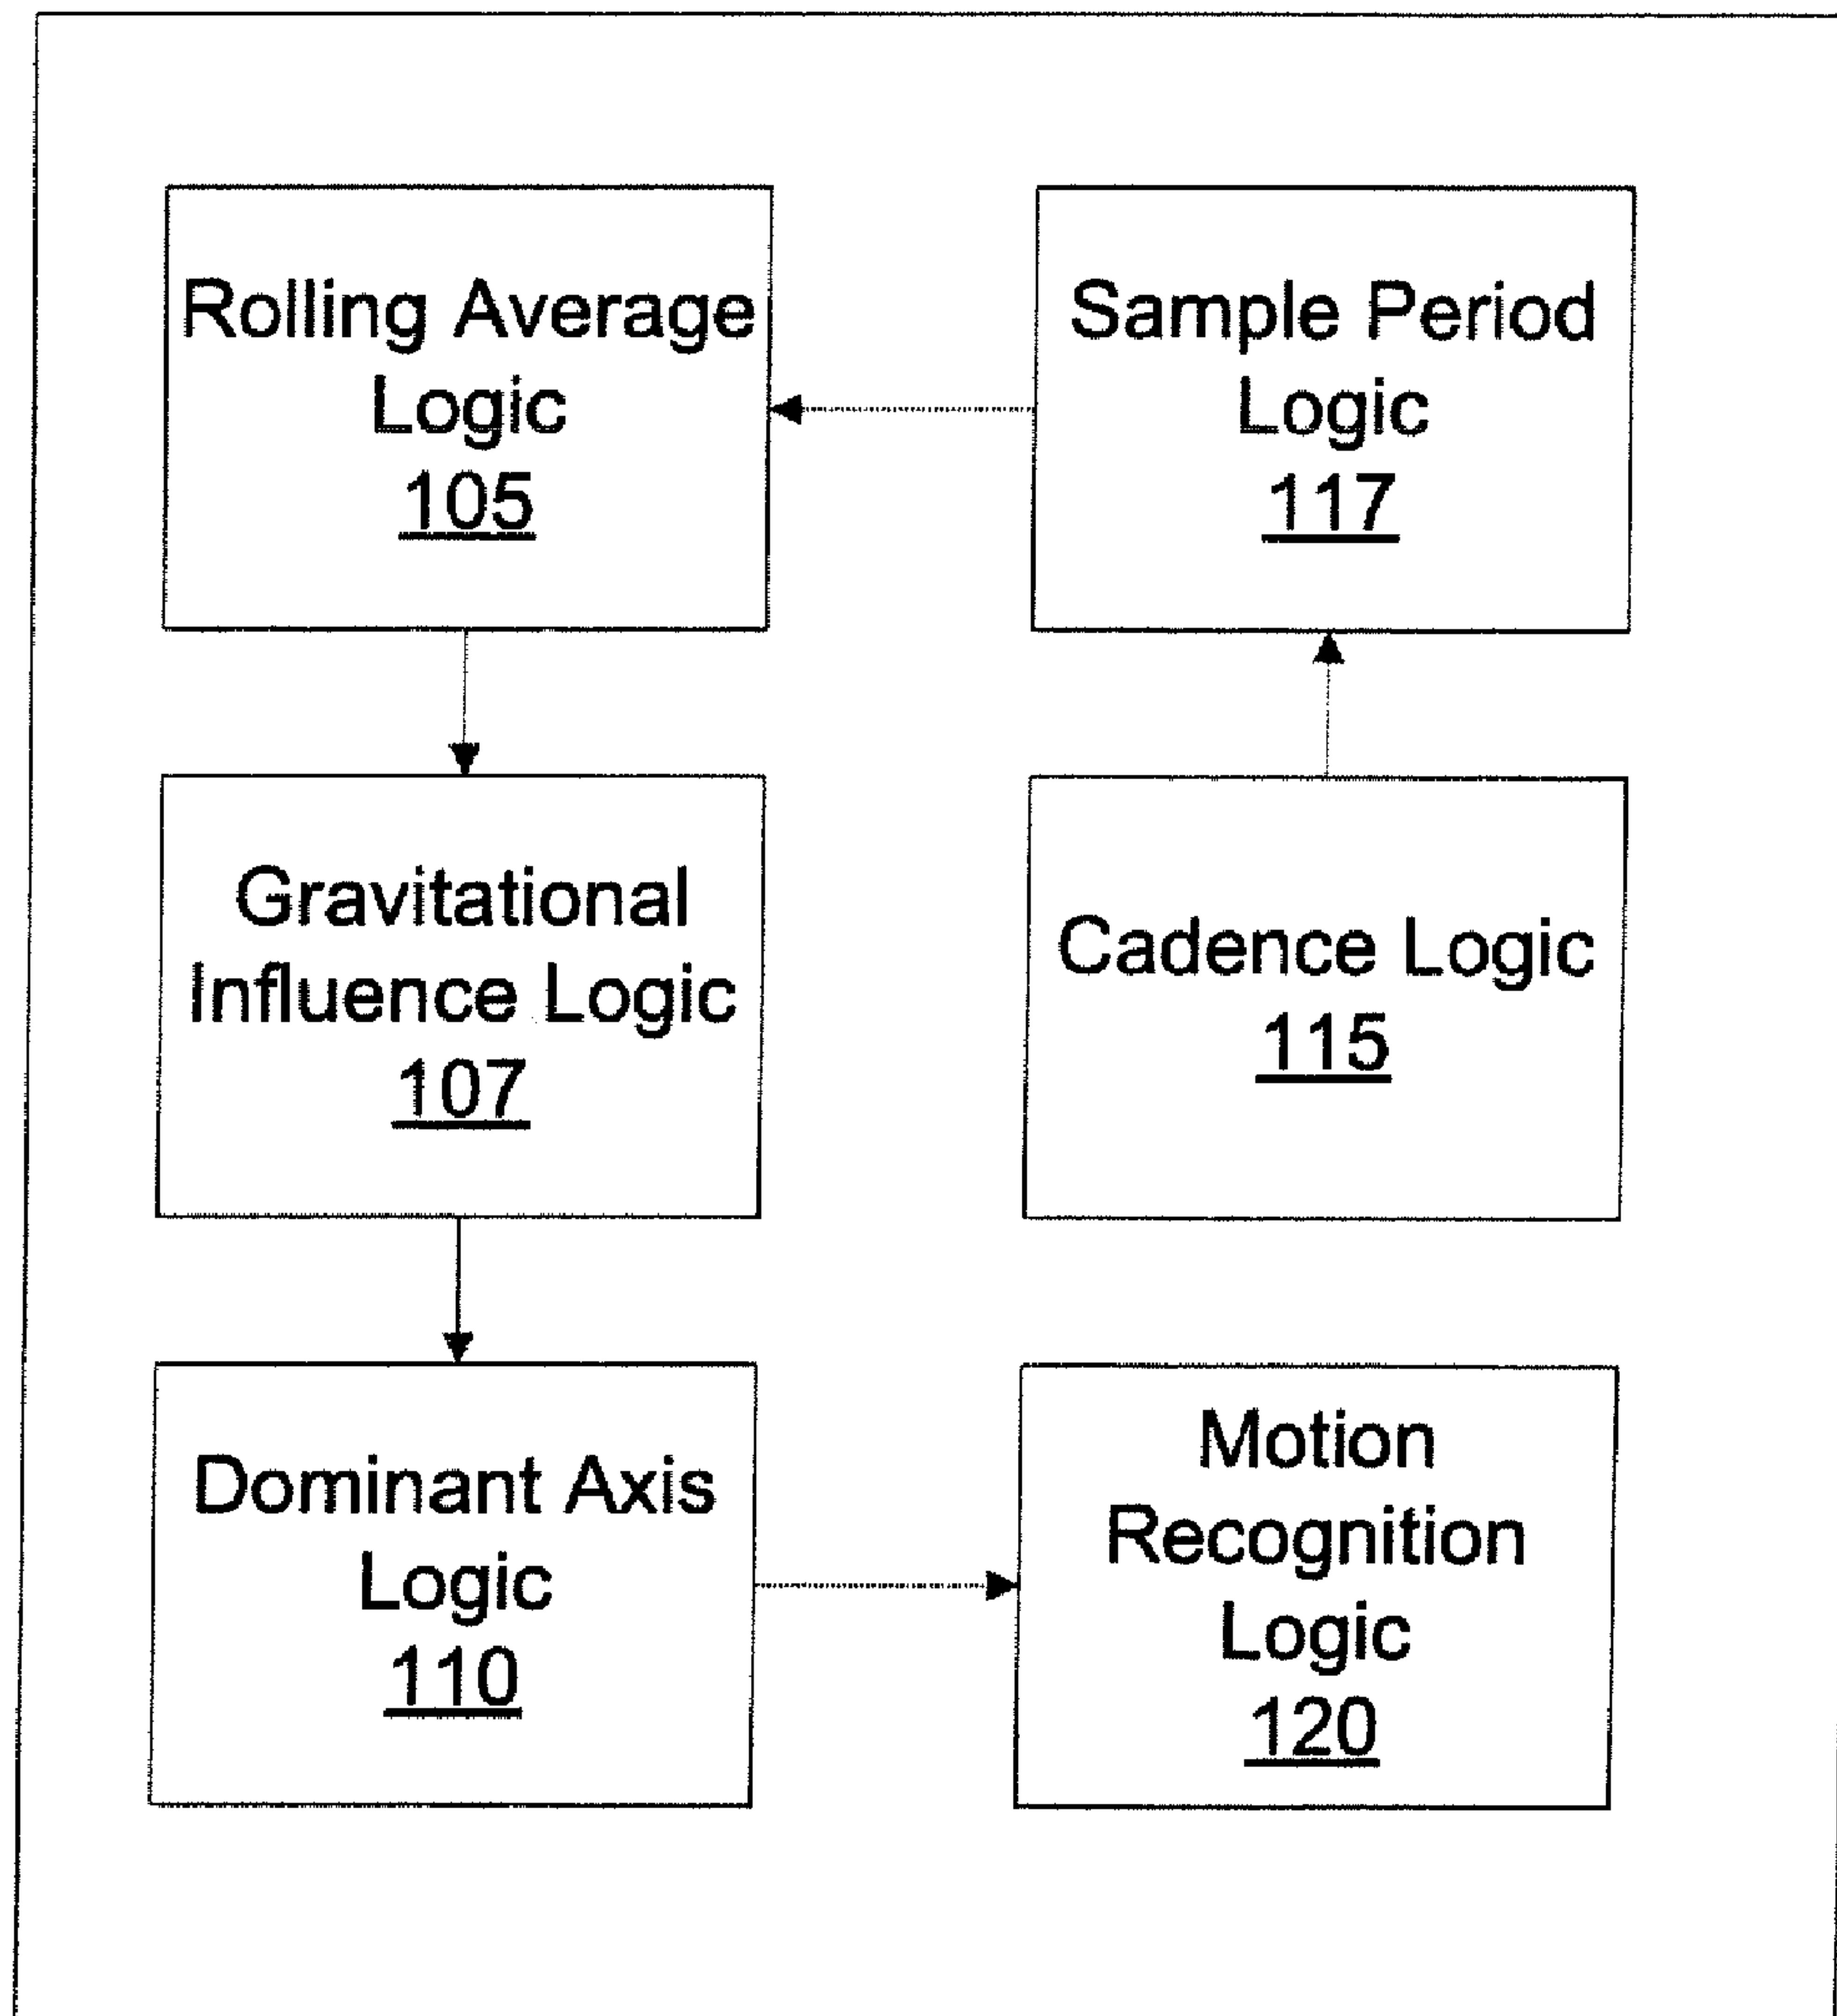 Rolling Average
Logic
105
Sample Period
Logic
117
Gravitational
Influence Logic
107
Cadence Logic
115
Dominant Axis
Logic
110
Motion
Recognition
Logic
120